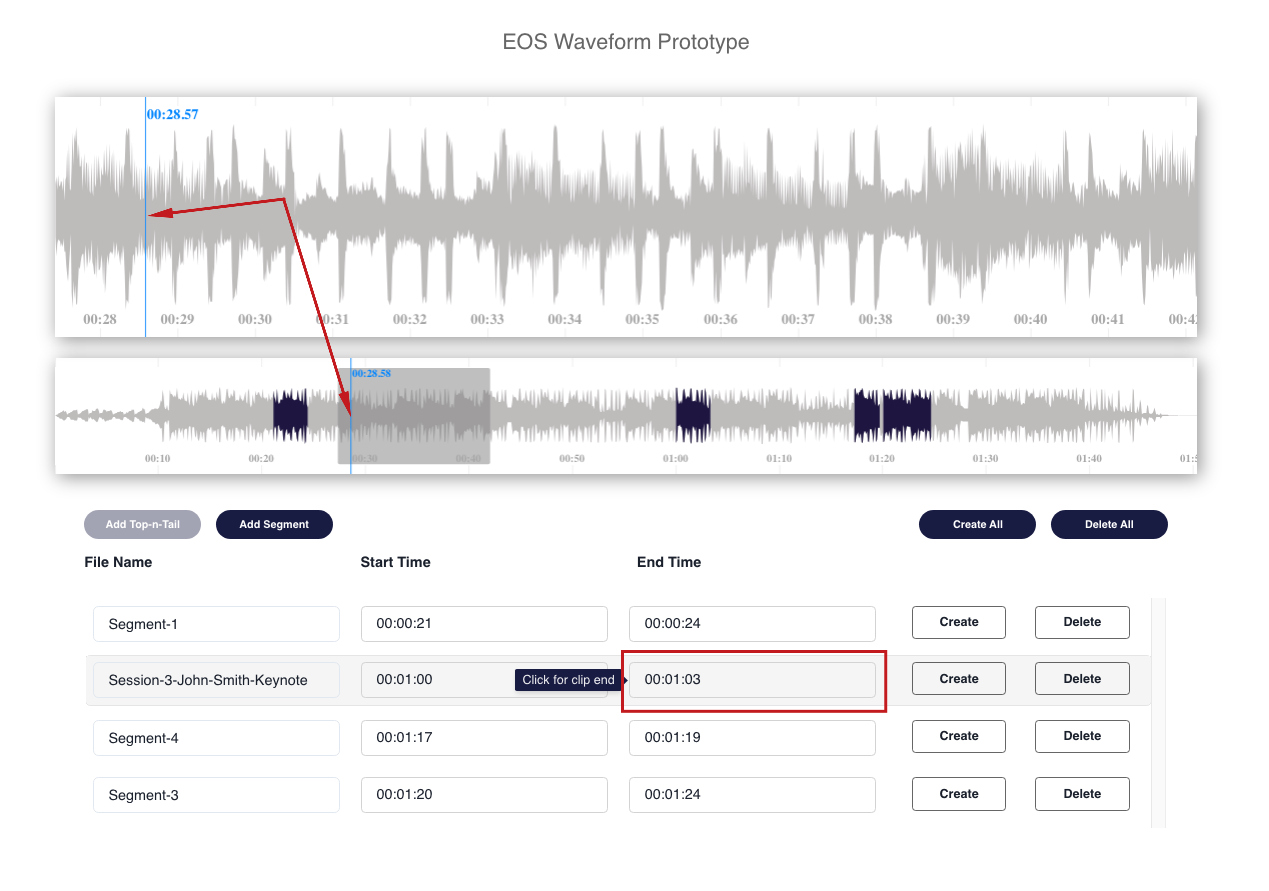 EOS Waveform Prototype
00:28.57
00:28 00:29 00:30 00:31 00:32 00:33 00:34 00:35 00:36 00:37 00:38 00:39 00:40 00:41 00:4
00:28.58
00:10 00:20 00:30 00:40 00:50 01:00 01:10 01:20 01:30 01:40 01:5
Add Top-n-Tail Add Segment Create All Delete All
File Name Start Time End Time
Segment-1 00:00:21 00:00:24 Create Delete
Session-3-John-Smith-Keynote 00:01:00 Click for clip end 00:01:03 Create Delete
Segment-4 00:01:17 00:01:19 Create Delete
Segment-3 00:01:20 00:01:24 Create Delete